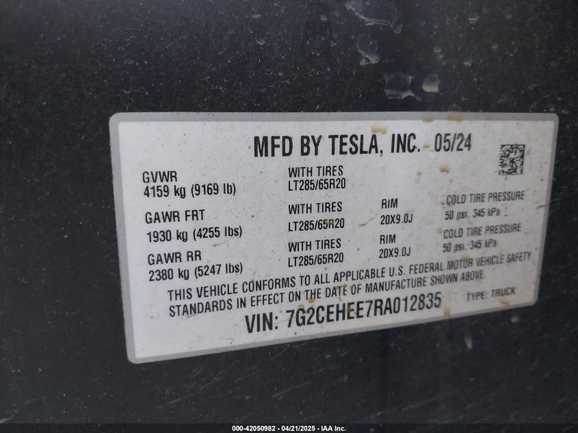 MFD BY TESLA, INC. 05/24
GVWR
4159 kg (9169 lb)
WITH TIRES
LT285/65R20
GAWR FRT
1930 kg (4255 lbs)
WITH TIRES
LT285/65R20
RIM
20X9.0J
COLD TIRE PRESSURE
50 psi, 345 kPa
GAWR RR
2380 kg (5247 lbs)
WITH TIRES
LT285/65R20
RIM
20X9.0J
COLD TIRE PRESSURE
50 psi, 345 kPa
THIS VEHICLE CONFORMS TO ALL APPLICABLE U.S. FEDERAL MOTOR VEHICLE SAFETY
STANDARDS IN EFFECT ON THE DATE OF MANUFACTURE SHOWN ABOVE.
VIN: 7G2CEHEE7RA012835
TYPE: TRUCK
000-42050982 - 04/21/2025 - IAA Inc.